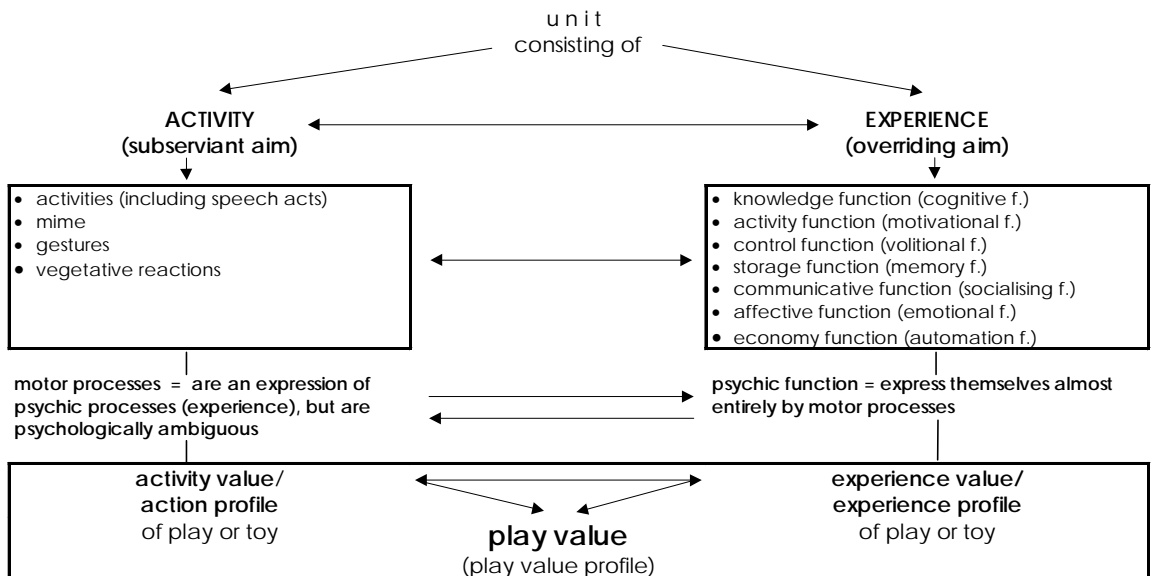 u n i t
consisting of
ACTIVITY
(subserviant aim)
EXPERIENCE
(overriding aim)
• activities (including speech acts)
• mime
• gestures
• vegetative reactions
• knowledge function (cognitive f.)
• activity function (motivational f.)
• control function (volitional f.)
• storage function (memory f.)
• communicative function (socialising f.)
• affective function (emotional f.)
• economy function (automation f.)
motor processes = are an expression of
psychic processes (experience), but are
psychologically ambiguous
psychic function = express themselves almost
entirely by motor processes
activity value/
action profile
of play or toy
experience value/
experience profile
of play or toy
play value
(play value profile)